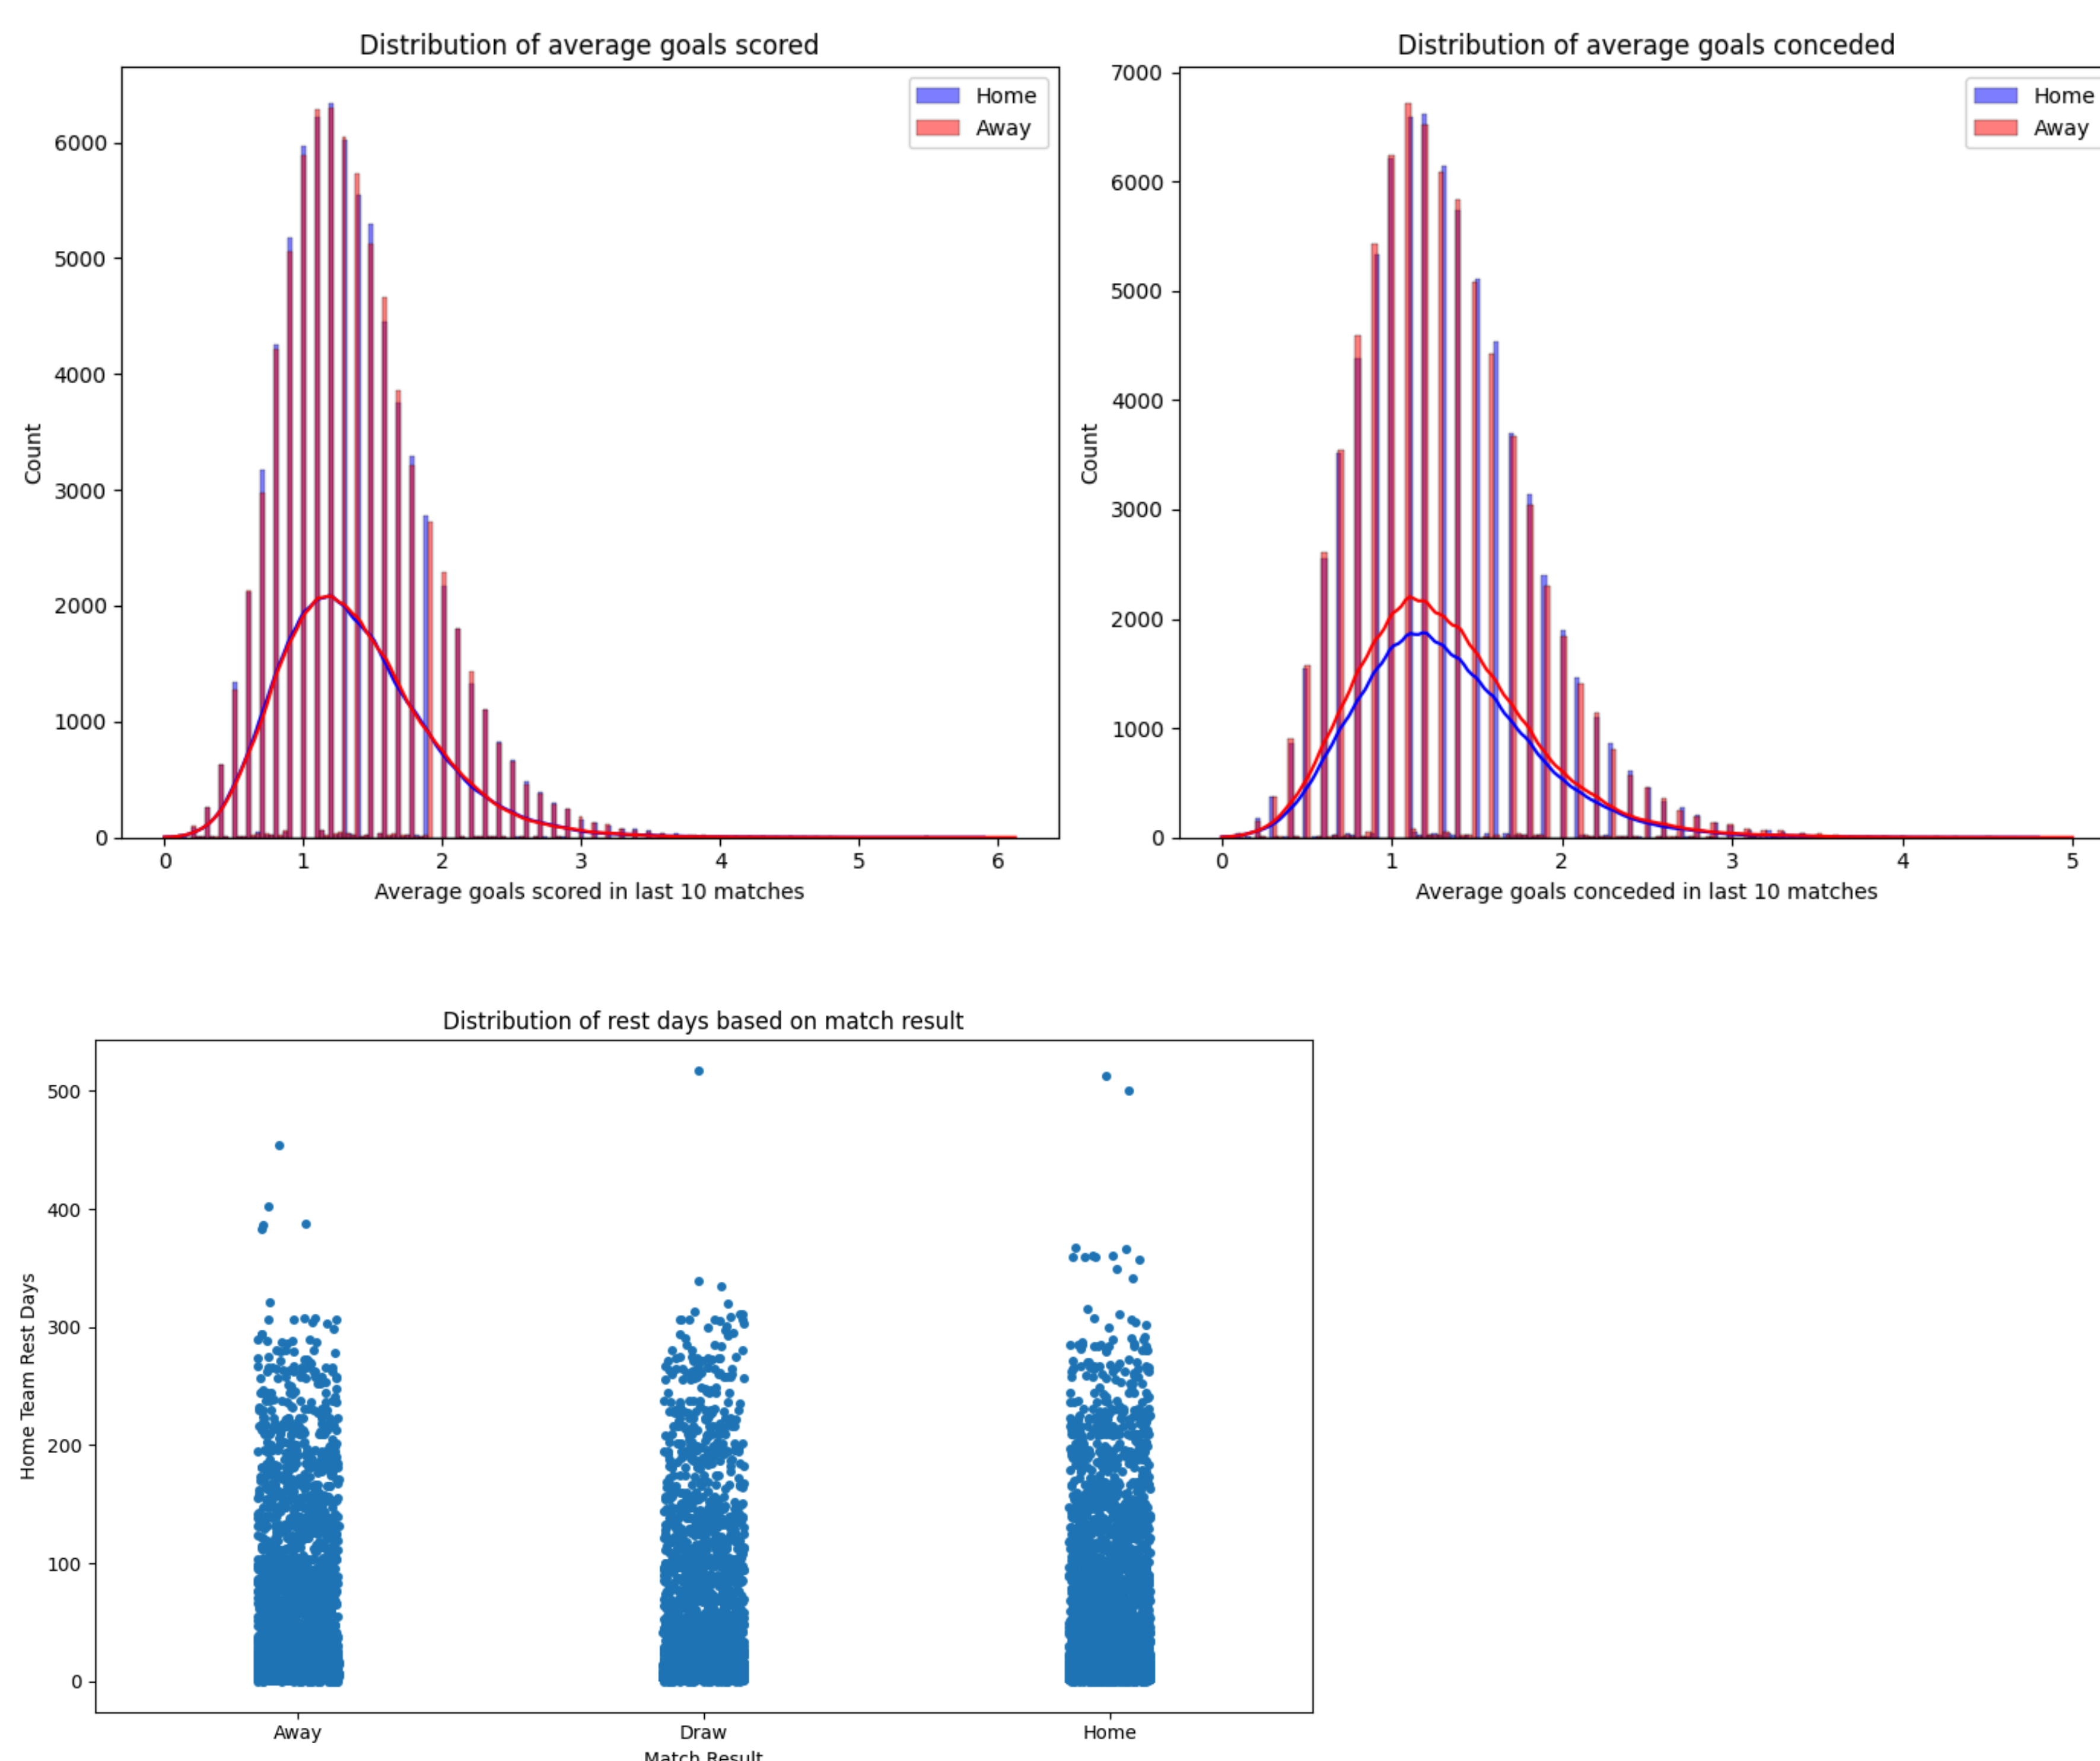 Distribution of average goals scored
Home
Away
6000
5000
4000
3000
2000
1000
0
Count
0 1 2 3 4 5 6
Average goals scored in last 10 matches
Distribution of average goals conceded
Home
Away
7000
6000
5000
4000
3000
2000
1000
0
Count
0 1 2 3 4 5
Average goals conceded in last 10 matches
Distribution of rest days based on match result
500
400
300
200
100
0
Home Team Rest Days
Away Draw Home
Match Result